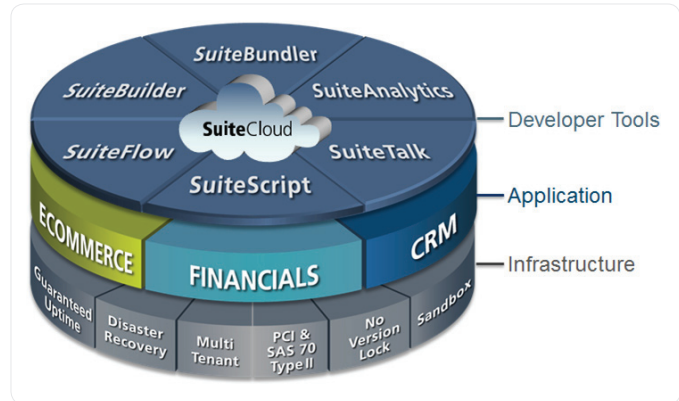 SuiteBundler
SuiteBuilder
SuiteAnalytics
SuiteCloud
SuiteFlow
SuiteTalk
SuiteScript
Developer Tools
Application
Infrastructure
ECOMMERCE
FINANCIALS
CRM
Guaranteed
Uptime
Disaster
Recovery
Multi
Tenant
PCI &
SAS 70
Type II
No
Version
Lock
Sandbox